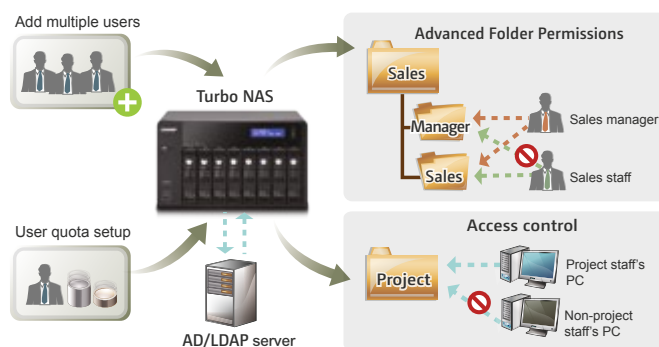 Add multiple users
Turbo NAS
User quota setup
AD/LDAP server
Advanced Folder Permissions
Sales
Manager
Sales
Sales manager
Sales staff
Access control
Project
Project staff's
PC
Non-project
staff's PC